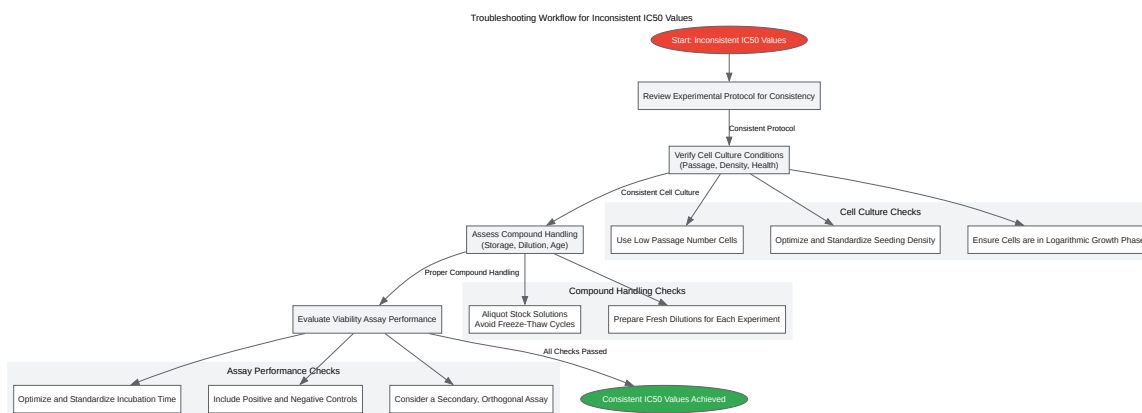 Troubleshooting Workflow for Inconsistent IC50 Values
Start: Inconsistent IC50 Values
Review Experimental Protocol for Consistency
Consistent Protocol
Verify Cell Culture Conditions
(Passage, Density, Health)
Consistent Cell Culture
Cell Culture Checks
Assess Compound Handling
(Storage, Dilution, Age)
Use Low Passage Number Cells
Optimize and Standardize Seeding Density
Ensure Cells are in Logarithmic Growth Phase
Proper Compound Handling
Compound Handling Checks
Evaluate Viability Assay Performance
Aliquot Stock Solutions
Avoid Freeze-Thaw Cycles
Prepare Fresh Dilutions for Each Experiment
All Checks Passed
Assay Performance Checks
Optimize and Standardize Incubation Time
Include Positive and Negative Controls
Consider a Secondary, Orthogonal Assay
Consistent IC50 Values Achieved